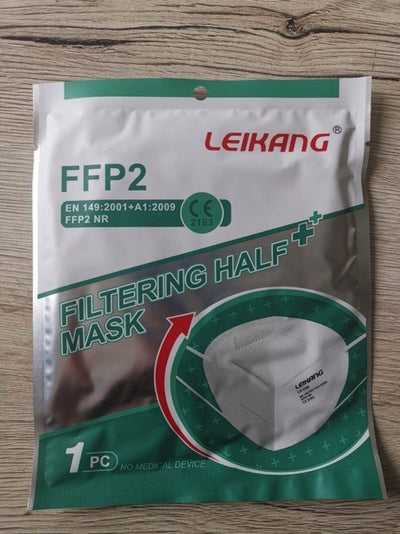 LEIKANG®
FFP2
EN 149:2001+A1:2009
FFP2 NR
CE
2163
FILTERING HALF
MASK
LEIKANG
1 PC
NO MEDICAL DEVICE